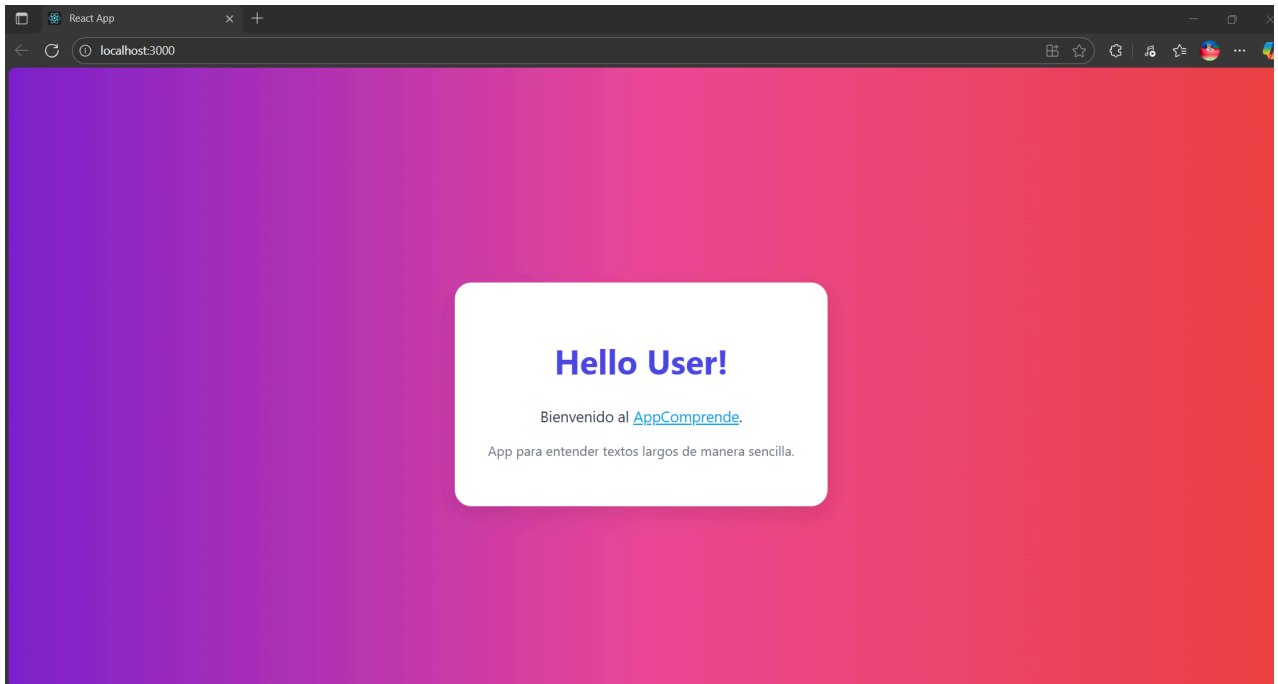 React App
localhost:3000
Hello User!
Bienvenido al AppComprende.
App para entender textos largos de manera sencilla.